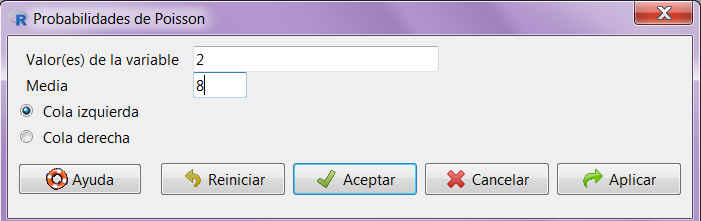 R Probabilidades de Poisson X
Valor(es) de la variable 2
Media 8
Cola izquierda
Cola derecha
Ayuda Reiniciar Aceptar Cancelar Aplicar